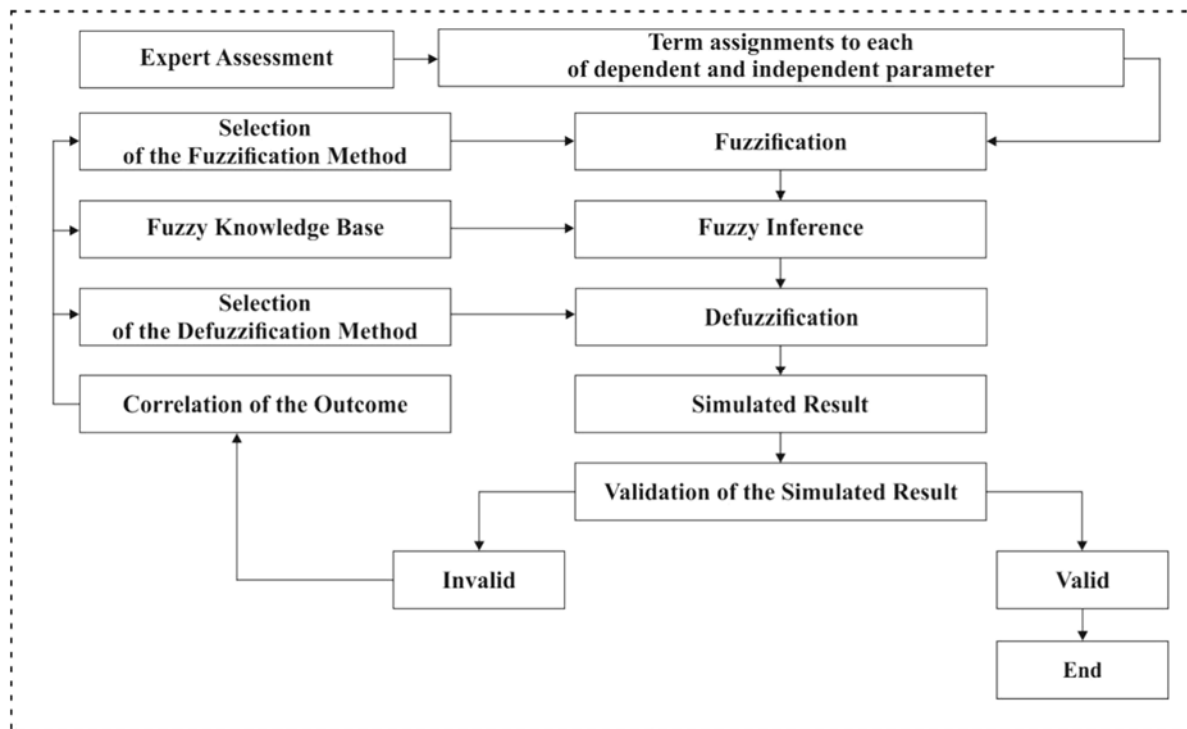 Expert Assessment
Term assignments to each
of dependent and independent parameter
Selection
of the Fuzzification Method
Fuzzification
Fuzzy Knowledge Base
Fuzzy Inference
Selection
of the Defuzzification Method
Defuzzification
Correlation of the Outcome
Simulated Result
Validation of the Simulated Result
Invalid
Valid
End